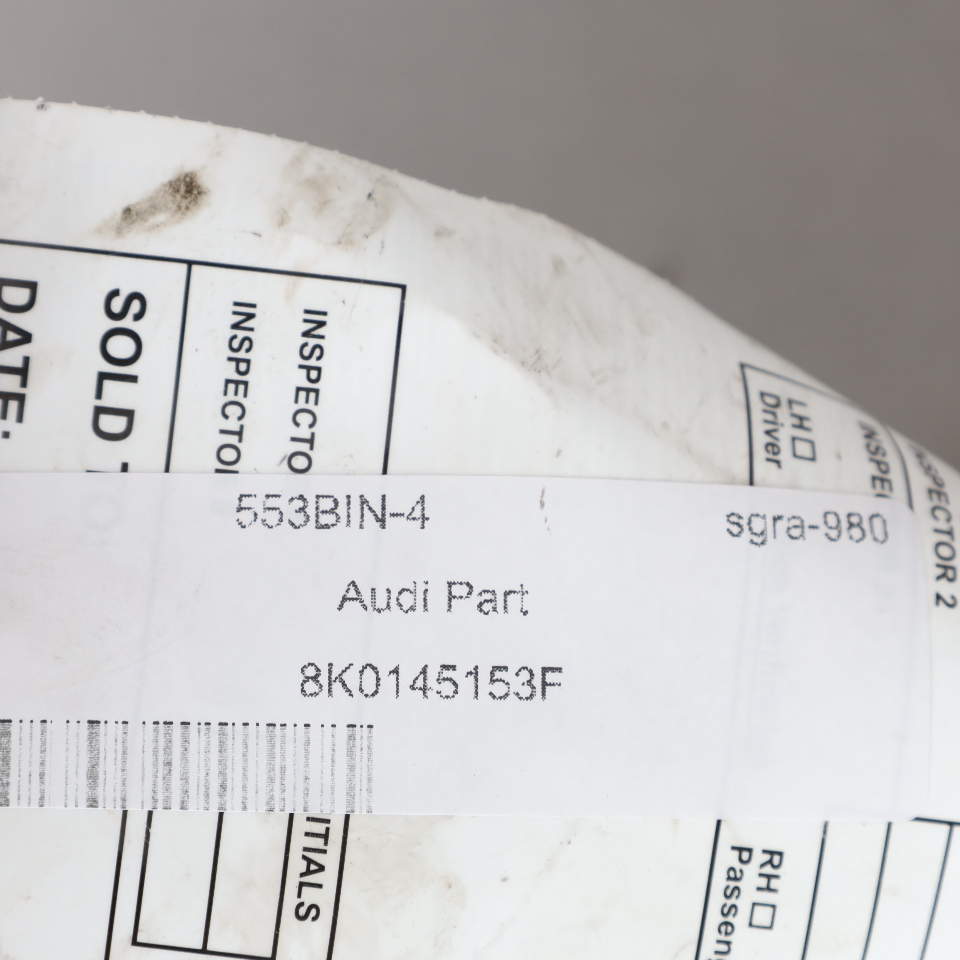 DATE:
SOLD
INSPECTO
INSPECTO
LH
Driver
INSPE
INSPECTOR 2
553BIN-4
sgra-980
Audi Part
8K0145153F
ITIALS
RH
Passen